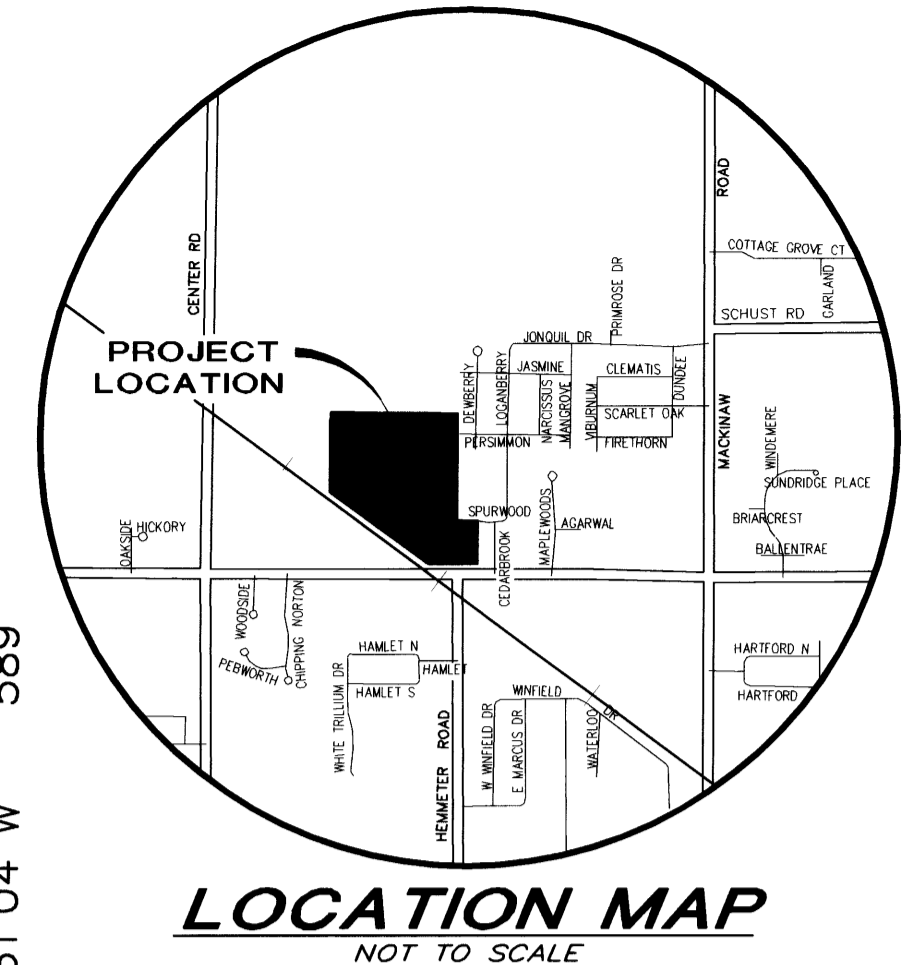 ROAD
COTTAGE GROVE CT
GARLAND
CENTER RD
PRIMROSE DR
SCHUST RD
PROJECT
LOCATION
JONQUIL DR
DEWBERRY
LOGANBERRY
JASMINE
NARCISSUS
MANGROVE
CLEMATIS
DUNDEE
VIBURNUM
SCARLET OAK
PERSIMMON
FIRETHORN
MACKINAW
WINDEMERE
SUNDRIDGE PLACE
SPURWOOD
MAPLEWOODS
AGARWAL
BRIARCREST
BALLENTRAE
OAKSIDE
HICKORY
CEDARBROOK
WOODSIDE
CHIPPING NORTON
PEBWORTH
HAMLET N
HAMLET
HAMLET S
WHITE TRILLIUM DR
HARTFORD N
HARTFORD
WINFIELD
DR
W WINFIELD DR
E MARCUS DR
WATERLOO
HEMMETER ROAD
589
04 W
LOCATION MAP
NOT TO SCALE